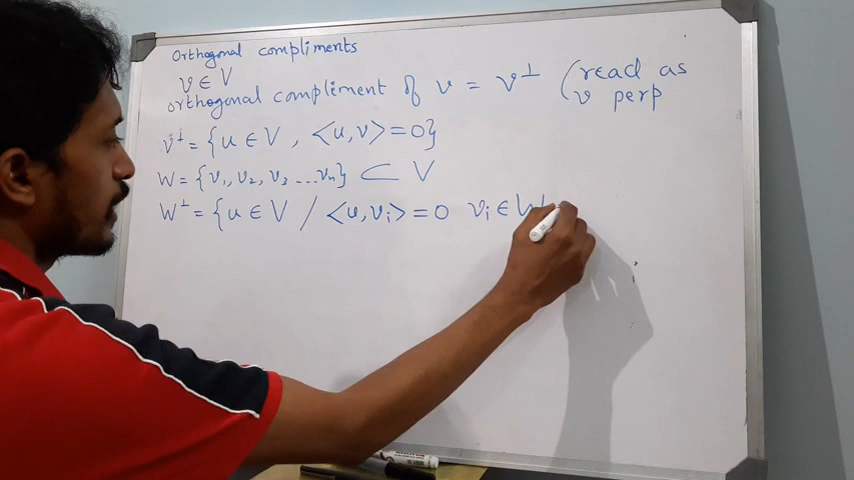 Orthogonal compliments
v ∈ V
orthogonal compliment of v = v⊥ (read as
v perp
v⊥ = {u ∈ V , <u,v> = 0}
W = {v1, v2, v3 ...vn} ⊂ V
W⊥ = {u ∈ V / <u,vi> = 0 vi ∈ W